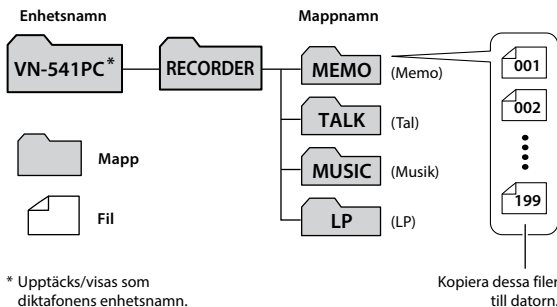 Enhetsnamn
Mappnamn
VN-541PC*
RECORDER
MEMO (Memo)
TALK (Tal)
MUSIC (Musik)
LP (LP)
001
002
199
Mapp
Fil
* Upptäcks/visas som
diktafonens enhetsnamn.
Kopiera dessa filer
till datorn.